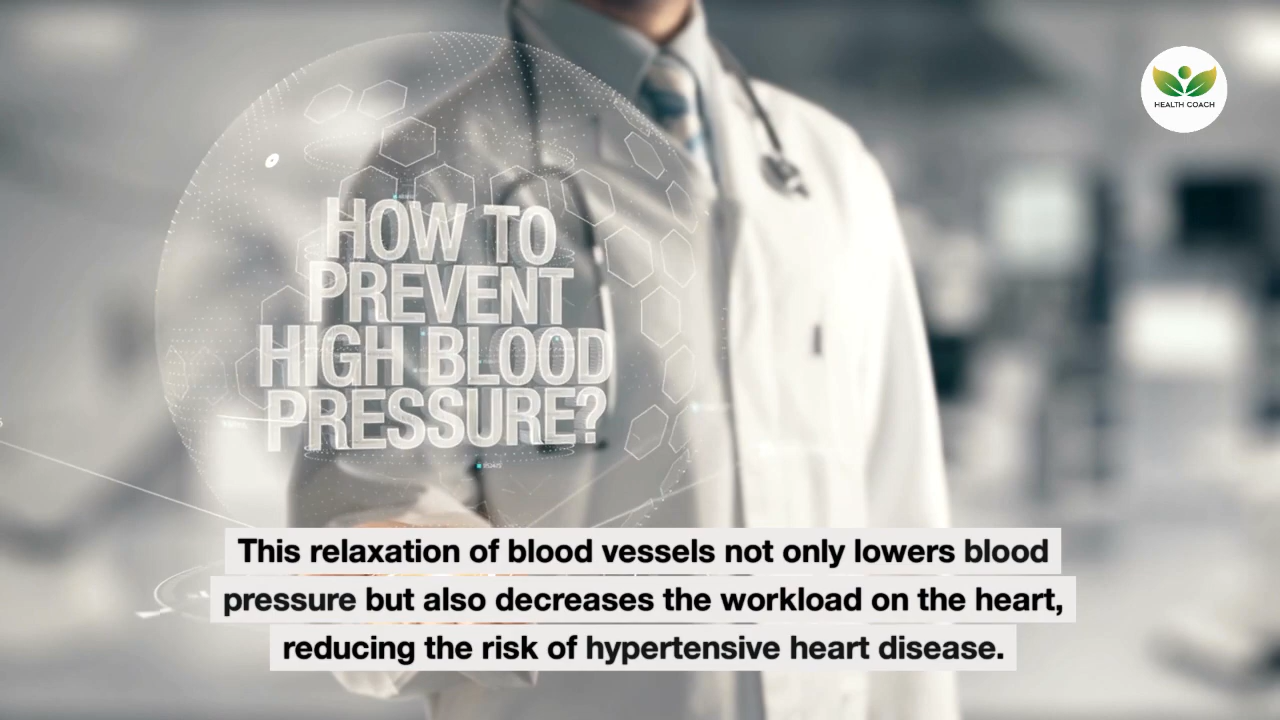 HEALTH COACH
HOW TO
PREVENT
HIGH BLOOD
PRESSURE?
This relaxation of blood vessels not only lowers blood
pressure but also decreases the workload on the heart,
reducing the risk of hypertensive heart disease.